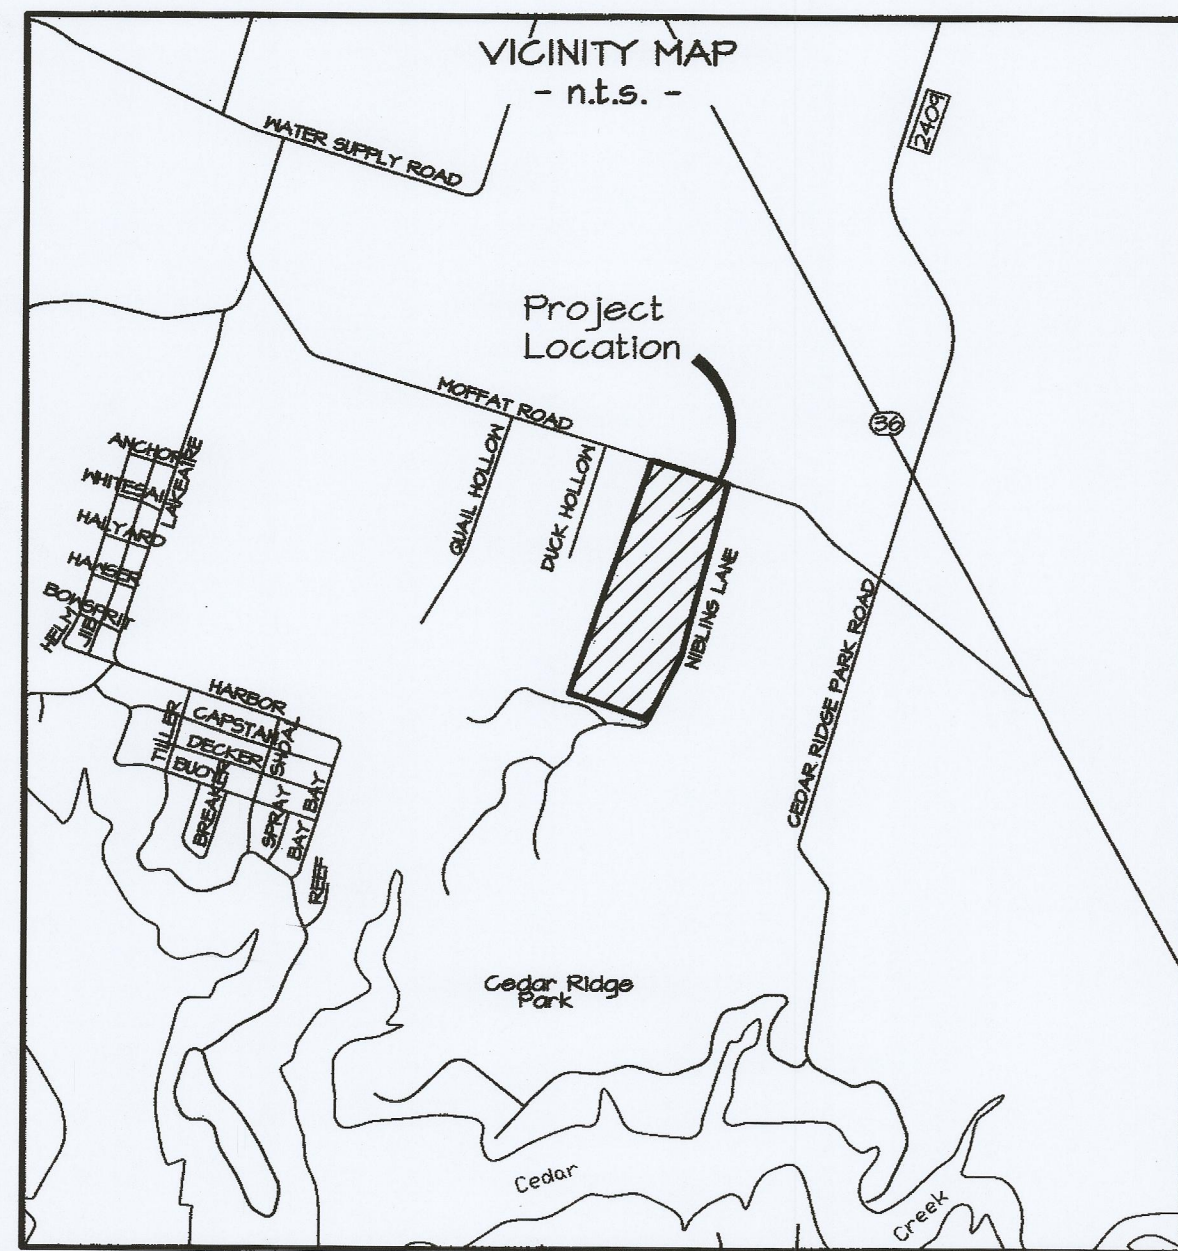 VICINITY MAP
- n.t.s. -
2409
WATER SUPPLY ROAD
Project
Location
MOFFAT ROAD
36
QUAIL HOLLOW
DUCK HOLLOW
NIBLING LANE
CEDAR RIDGE PARK ROAD
ANCHOR
LAKEAIRE
WHITESAIL
HALYARD
HAWSER
BOWSPRIT
HELM
JIB
HARBOR
TILLER
CAPSTAN
SHOAL
DECKER
BUOY
BREAKER
SPRAY
BAY
BAY
REEF
Cedar Ridge
Park
Cedar
Creek